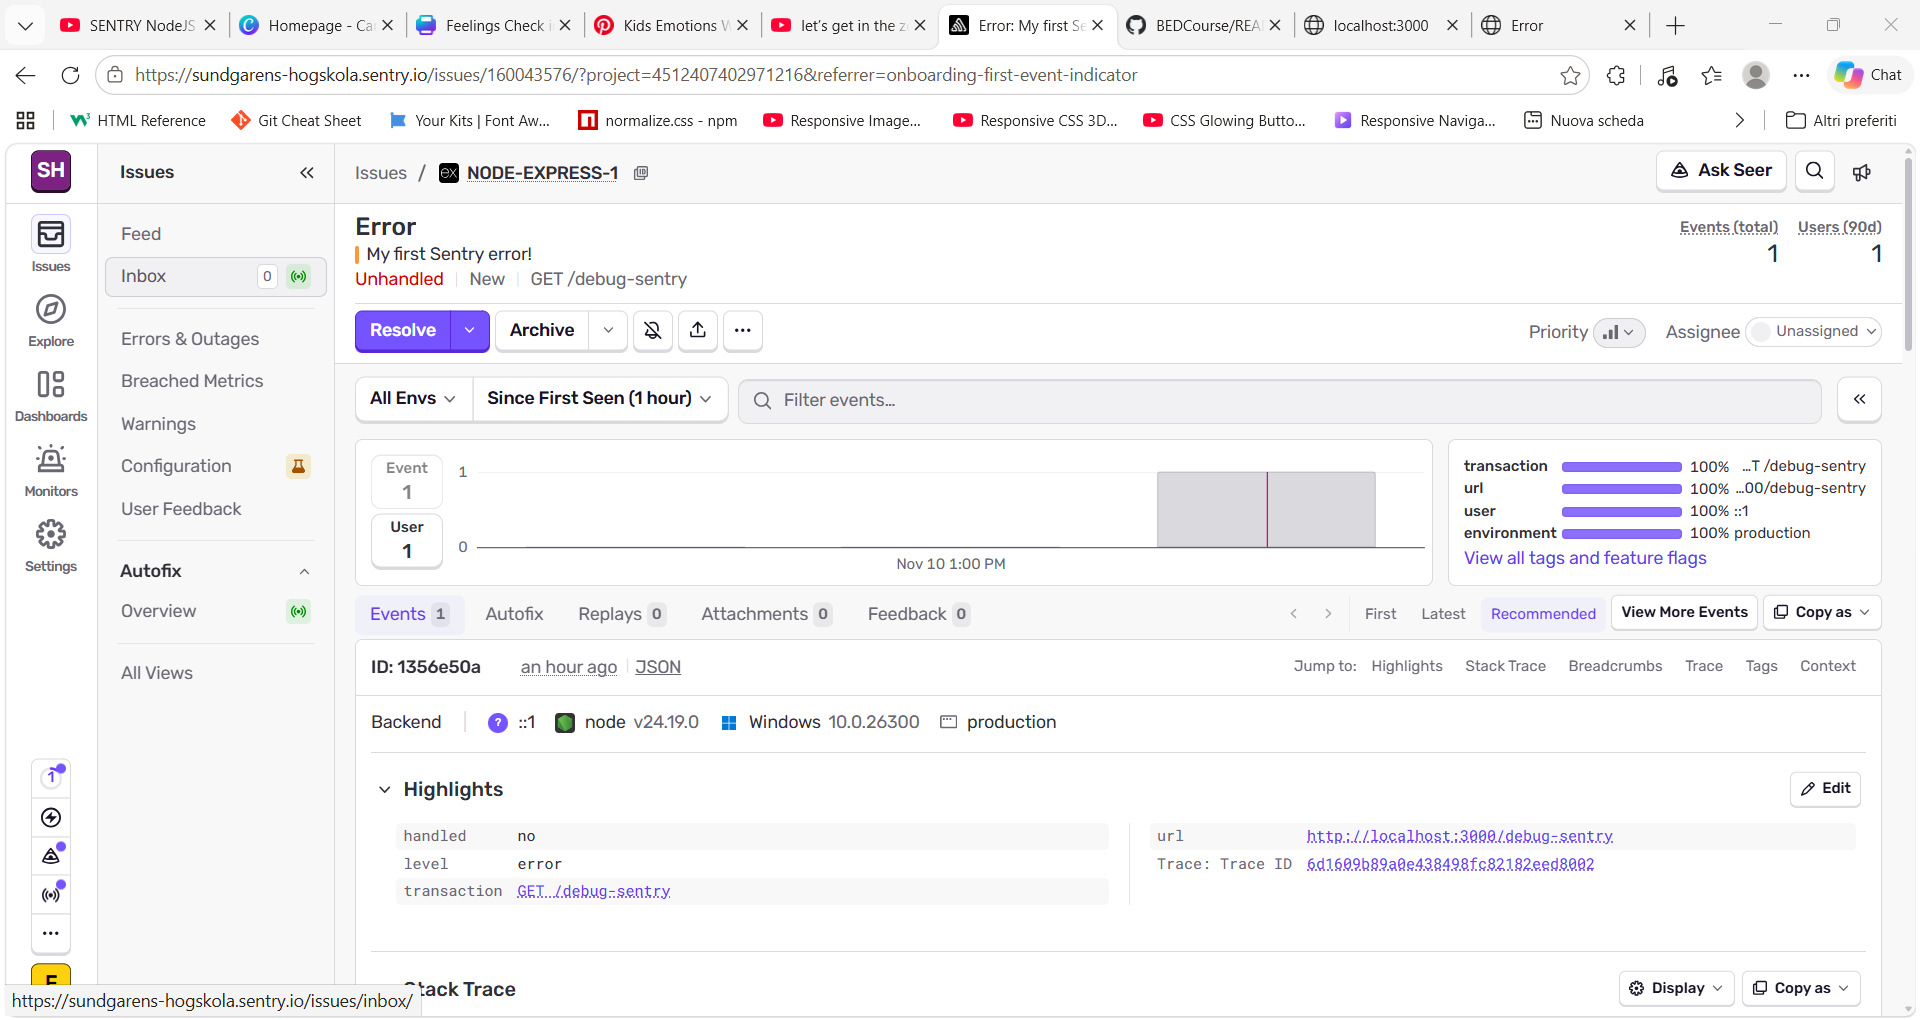 SENTRY NodeJS
Homepage - Ca
Feelings Check i
Kids Emotions W
let's get in the z
Error: My first Se
BEDCourse/REA
localhost:3000
Error
https://sundgarens-hogskola.sentry.io/issues/160043576/?project=4512407402971216&referrer=onboarding-first-event-indicator
Chat
HTML Reference
Git Cheat Sheet
Your Kits | Font Aw...
normalize.css - npm
Responsive Image...
Responsive CSS 3D...
CSS Glowing Butto...
Responsive Naviga...
Nuova scheda
Altri preferiti
SH
Issues
Explore
Dashboards
Monitors
Settings
1
Issues
Feed
Inbox 0
Errors & Outages
Breached Metrics
Warnings
Configuration
User Feedback
Autofix
Overview
All Views
https://sundgarens-hogskola.sentry.io/issues/inbox/
Issues / ex NODE-EXPRESS-1
Ask Seer
Error
My first Sentry error!
Unhandled New GET /debug-sentry
Events (total) Users (90d)
1 1
Resolve Archive
Priority Assignee Unassigned
All Envs Since First Seen (1 hour) Filter events...
Event
1
User
1
1
0
Nov 10 1:00 PM
transaction 100% ...T /debug-sentry
url 100% ...00/debug-sentry
user 100% ::1
environment 100% production
View all tags and feature flags
Events 1 Autofix Replays 0 Attachments 0 Feedback 0
First Latest Recommended View More Events Copy as
ID: 1356e50a an hour ago JSON
Jump to: Highlights Stack Trace Breadcrumbs Trace Tags Context
Backend ? ::1 node v24.19.0 Windows 10.0.26300 production
Highlights Edit
handled no
level error
transaction GET /debug-sentry
url http://localhost:3000/debug-sentry
Trace: Trace ID 6d1609b89a0e438498fc82182eed8002
tack Trace
Display Copy as